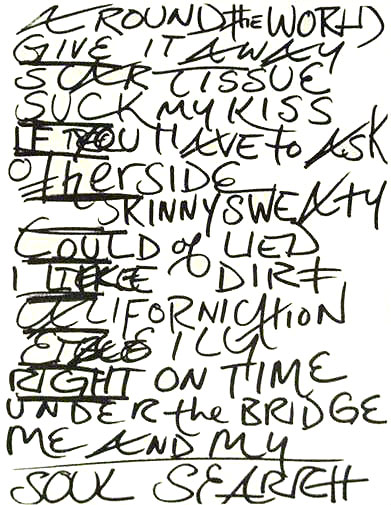 AROUND the WORLD
GIVE IT AWAY
SCAR TISSUE
SUCK MY KISS
IF YOU HAVE to ASK
OtherSIDE
SKINNY SWEATY
COULD of LIED
I LIKE DIRT
CALIFORNICATION
EASILY
RIGHT ON TIME
UNDER the BRIDGE
ME AND MY
SOUL SEARCH